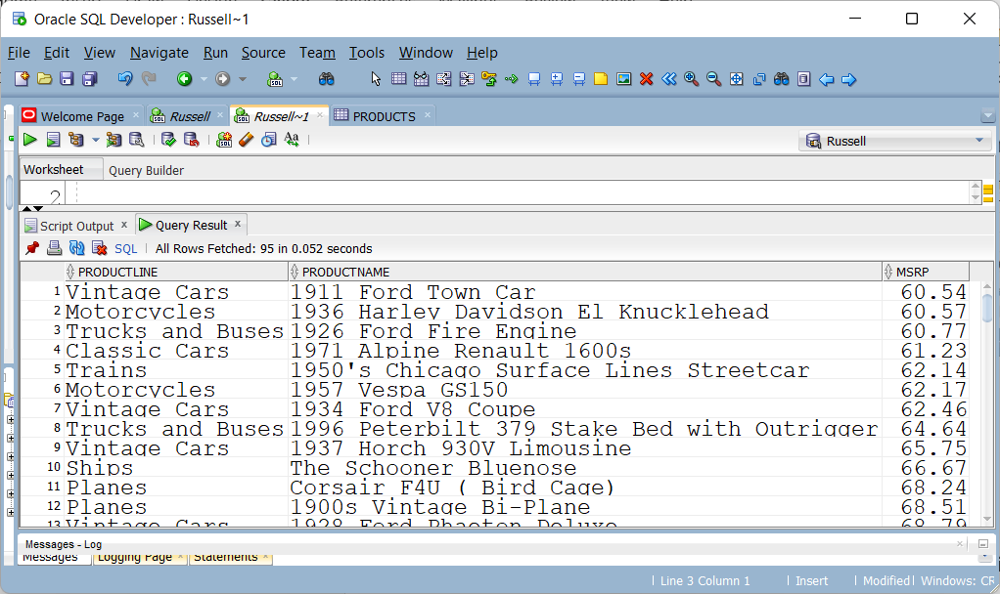 Oracle SQL Developer : Russell~1
File Edit View Navigate Run Source Team Tools Window Help
Welcome Page Russell Russell~1 PRODUCTS
Russell
Worksheet Query Builder
2
Script Output Query Result
SQL All Rows Fetched: 95 in 0.052 seconds
PRODUCTLINE PRODUCTNAME MSRP
1 Vintage Cars 1911 Ford Town Car 60.54
2 Motorcycles 1936 Harley Davidson El Knucklehead 60.57
3 Trucks and Buses 1926 Ford Fire Engine 60.77
4 Classic Cars 1971 Alpine Renault 1600s 61.23
5 Trains 1950's Chicago Surface Lines Streetcar 62.14
6 Motorcycles 1957 Vespa GS150 62.17
7 Vintage Cars 1934 Ford V8 Coupe 62.46
8 Trucks and Buses 1996 Peterbilt 379 Stake Bed with Outrigger 64.64
9 Vintage Cars 1937 Horch 930V Limousine 65.75
10 Ships The Schooner Bluenose 66.67
11 Planes Corsair F4U ( Bird Cage) 68.24
12 Planes 1900s Vintage Bi-Plane 68.51
13 Vintage Cars 1928 Ford Phaeton Deluxe 68.79
Messages - Log
Messages Logging Page Statements
Line 3 Column 1 Insert Modified Windows: CR